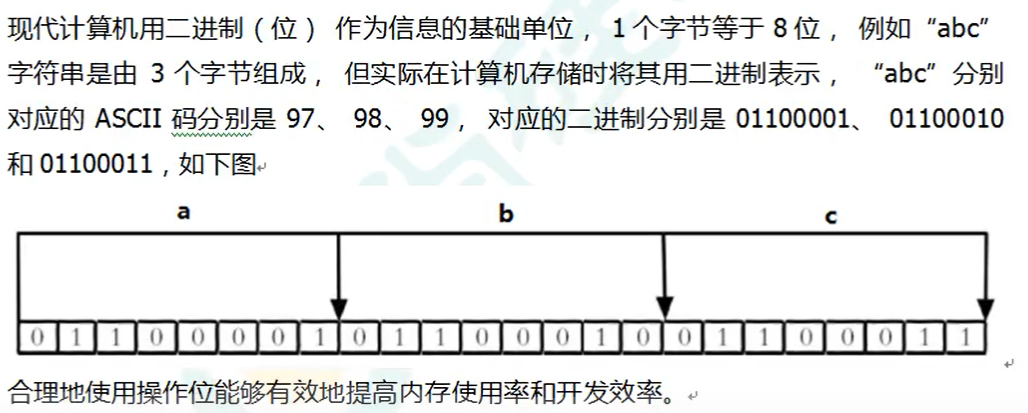 现代计算机用二进制（位） 作为信息的基础单位， 1个字节等于8位， 例如“abc”
字符串是由 3 个字节组成， 但实际在计算机存储时将其用二进制表示， “abc”分别
对应的 ASCII 码分别是 97、 98、 99， 对应的二进制分别是 01100001、 01100010
和 01100011，如下图
a b c
0 1 1 0 0 0 0 1 0 1 1 0 0 0 1 0 0 1 1 0 0 0 1 1
合理地使用操作位能够有效地提高内存使用率和开发效率。